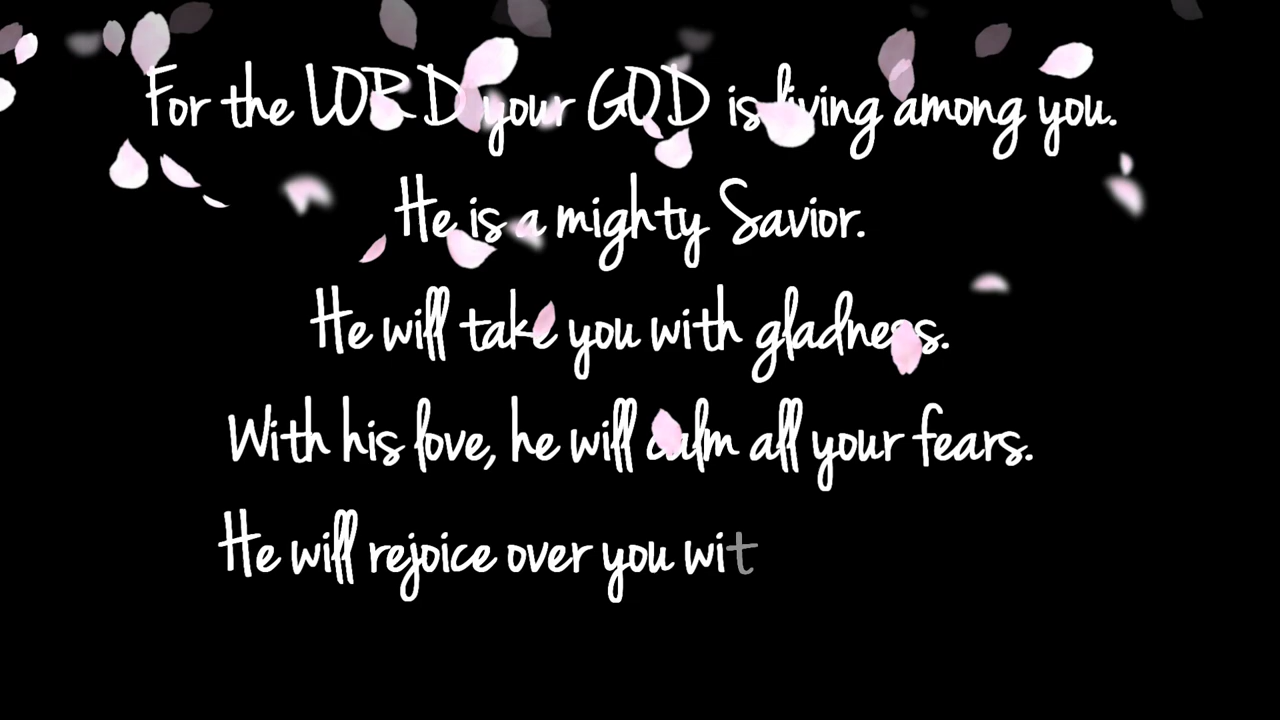 For the LORD your GOD is living among you.
He is a mighty Savior.
He will take you with gladness.
With his love, he will calm all your fears.
He will rejoice over you wit